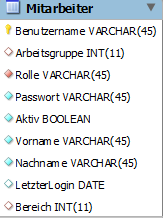 Mitarbeiter
Benutzername VARCHAR(45)
Arbeitsgruppe INT(11)
Rolle VARCHAR(45)
Passwort VARCHAR(45)
Aktiv BOOLEAN
Vorname VARCHAR(45)
Nachname VARCHAR(45)
LetzterLogin DATE
Bereich INT(11)